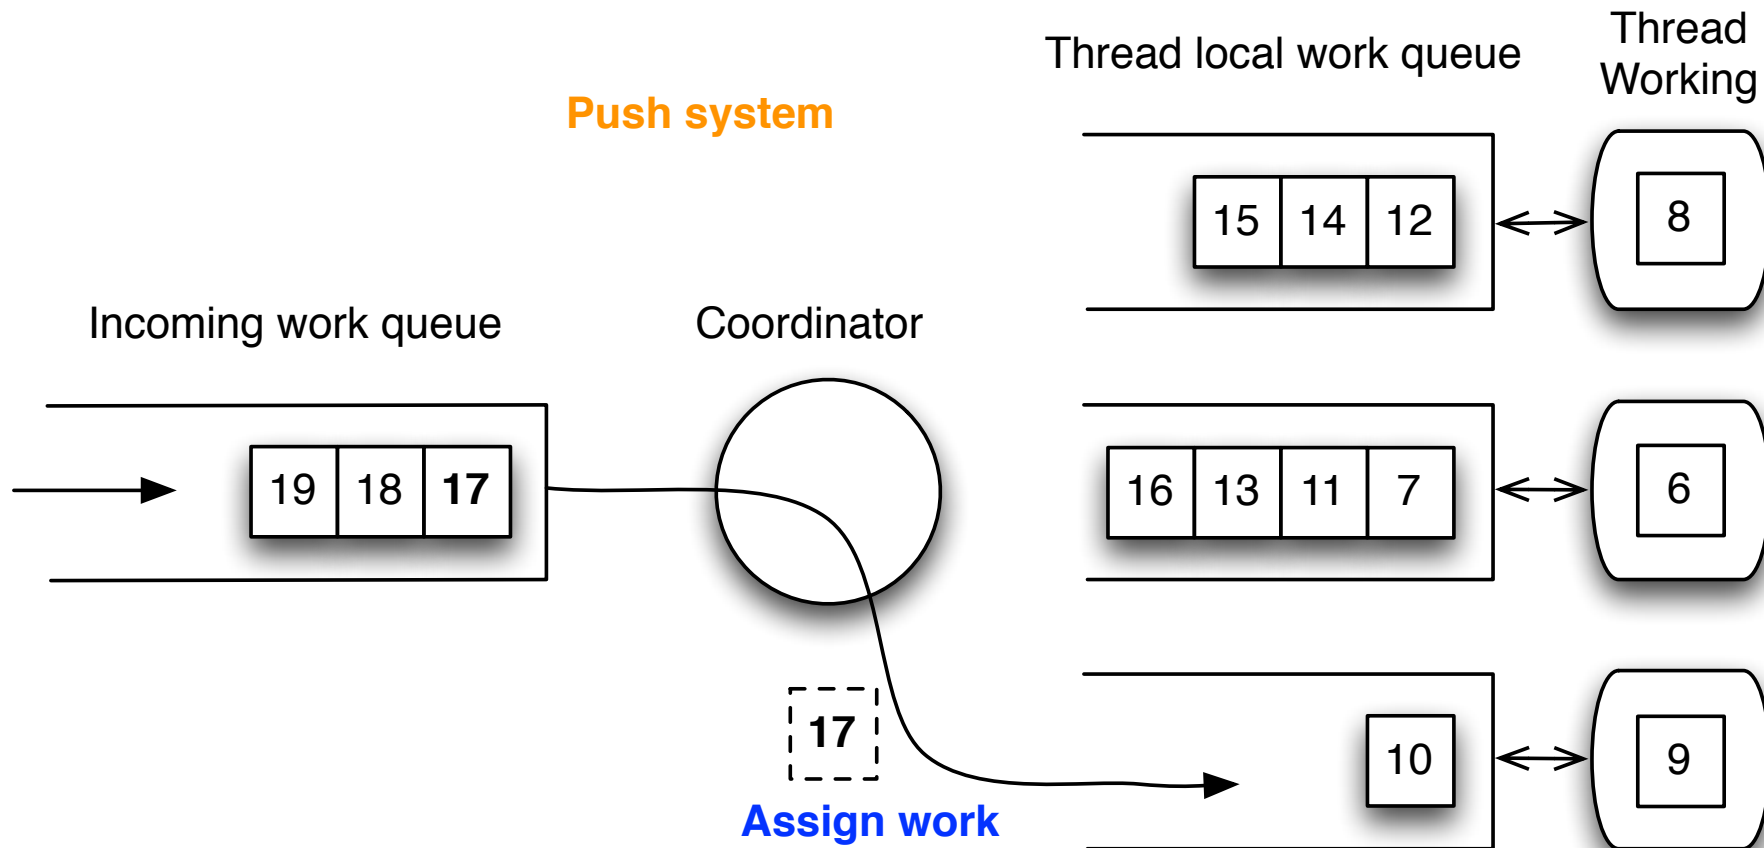 Thread local work queue
Thread
Working
Push system
15 14 12
8
Incoming work queue
Coordinator
19 18 17
16 13 11 7
6
17
Assign work
10
9